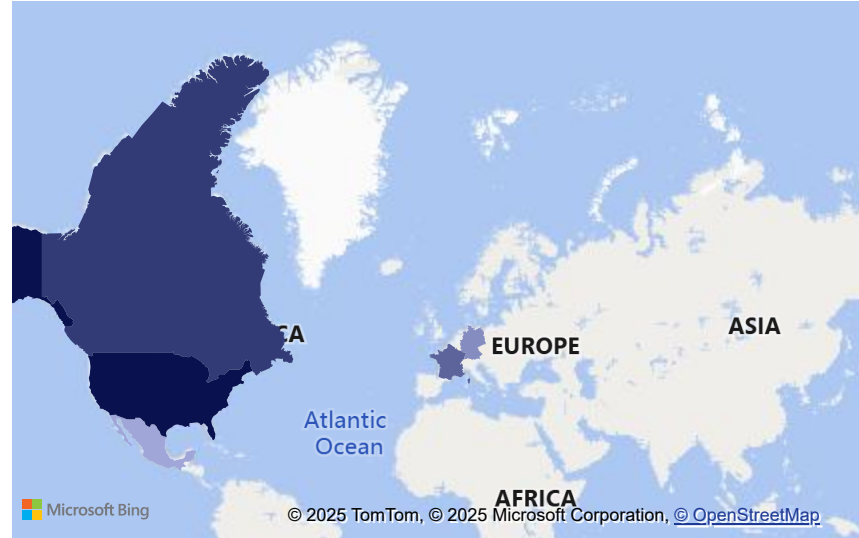 CA
EUROPE
ASIA
Atlantic
Ocean
AFRICA
Microsoft Bing
© 2025 TomTom, © 2025 Microsoft Corporation, © OpenStreetMap